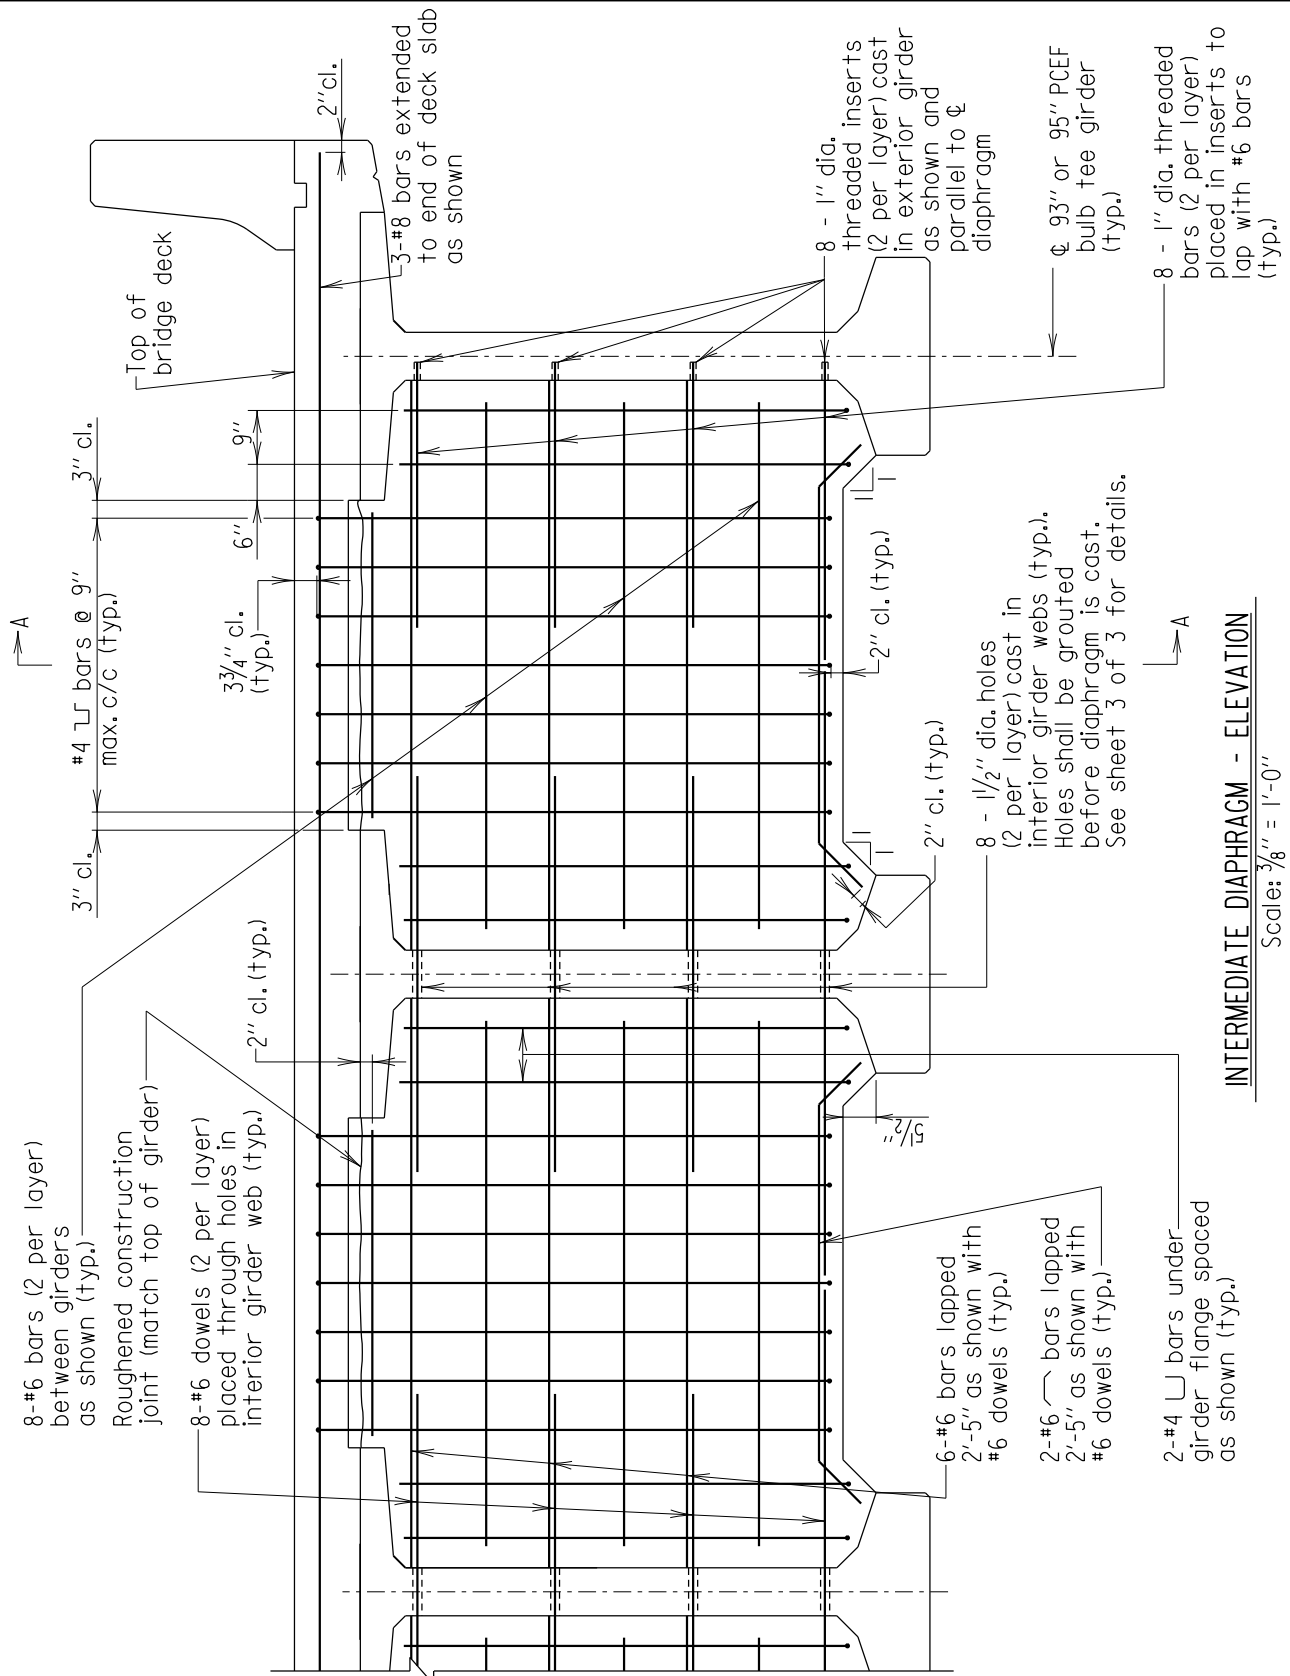 8-#6 bars (2 per layer)
between girders
as shown (typ.)
Roughened construction
joint (match top of girder)
8-#6 dowels (2 per layer)
placed through holes in
interior girder web (typ.)
2" cl. (typ.)
3" cl.
#4 ⊔ bars @ 9"
max. c/c (typ.)
3" cl.
A
3¾" cl.
(typ.)
6"
9"
Top of
bridge deck
2" cl.
3-#8 bars extended
to end of deck slab
as shown
8 - 1" dia.
threaded inserts
(2 per layer) cast
in exterior girder
as shown and
parallel to ℄
diaphragm
℄ 93" or 95" PCEF
bulb tee girder
(typ.)
8 - 1" dia. threaded
bars (2 per layer)
placed in inserts to
lap with #6 bars
(typ.)
1
1
2" cl. (typ.)
1
1
2" cl. (typ.)
8 - 1½" dia. holes
(2 per layer) cast in
interior girder webs (typ.).
Holes shall be grouted
before diaphragm is cast.
See sheet 3 of 3 for details.
A
5½"
6-#6 bars lapped
2'-5" as shown with
#6 dowels (typ.)
2-#6 bars lapped
2'-5" as shown with
#6 dowels (typ.)
2-#4 ⊔ bars under
girder flange spaced
as shown (typ.)
INTERMEDIATE DIAPHRAGM - ELEVATION
Scale: ⅜" = 1'-0"